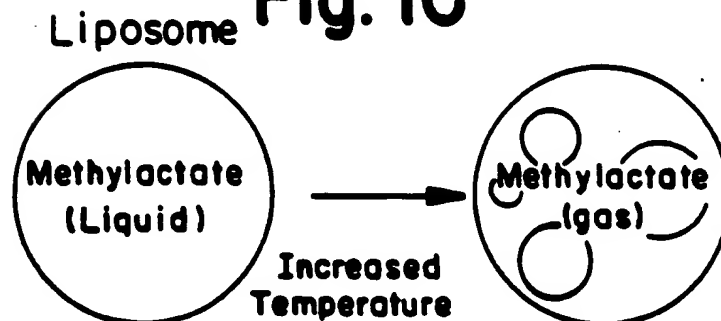 Fig. 10
Liposome
Methylactate
(Liquid)
Increased
Temperature
Methylactate
(gas)